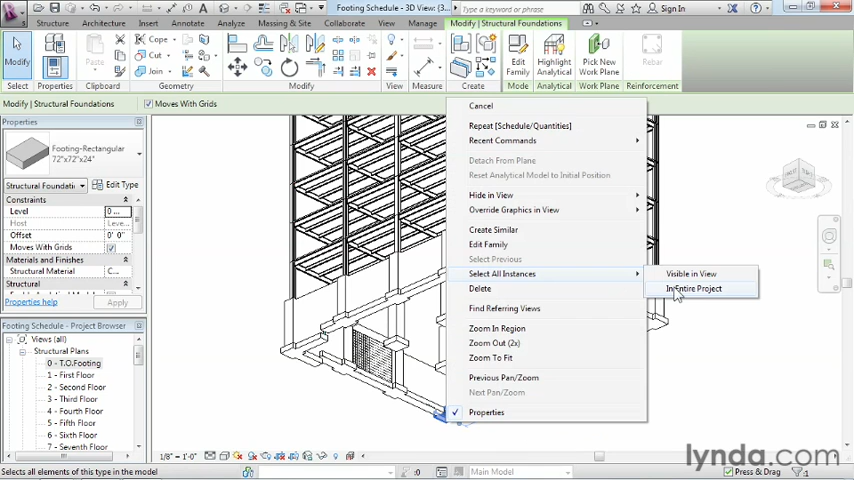 Footing Schedule - 3D View: {3...
Type a keyword or phrase
Sign In
Structure
Architecture
Insert
Annotate
Analyze
Massing & Site
Collaborate
View
Manage
Modify | Structural Foundations
Modify
Properties
Paste
Cope
Cut
Join
Edit
Family
Highlight
Analytical
Pick New
Work Plane
Rebar
Select
Properties
Clipboard
Geometry
Modify
View
Measure
Create
Mode
Analytical
Work Plane
Reinforcement
Modify | Structural Foundations
Moves With Grids
Properties
Footing-Rectangular
72"x72"x24"
Structural Foundati
Edit Type
Constraints
Level
0 ...
Host
Leve...
Offset
0' 0"
Moves With Grids
Materials and Finishes
Structural Material
C...
Structural
Properties help
Apply
Footing Schedule - Project Browser
Views (all)
Structural Plans
0 - T.O.Footing
1 - First Floor
2 - Second Floor
3 - Third Floor
4 - Fourth Floor
5 - Fifth Floor
6 - Sixth Floor
7 - Seventh Floor
Cancel
Repeat [Schedule/Quantities]
Recent Commands
Detach From Plane
Reset Analytical Model to Initial Position
Hide in View
Override Graphics in View
Create Similar
Edit Family
Select Previous
Select All Instances
Delete
Find Referring Views
Zoom In Region
Zoom Out (2x)
Zoom To Fit
Previous Pan/Zoom
Next Pan/Zoom
Properties
Visible in View
In Entire Project
1/8" = 1'-0"
Selects all elements of this type in the model
:0
Main Model
Press & Drag
:1
lynda.com